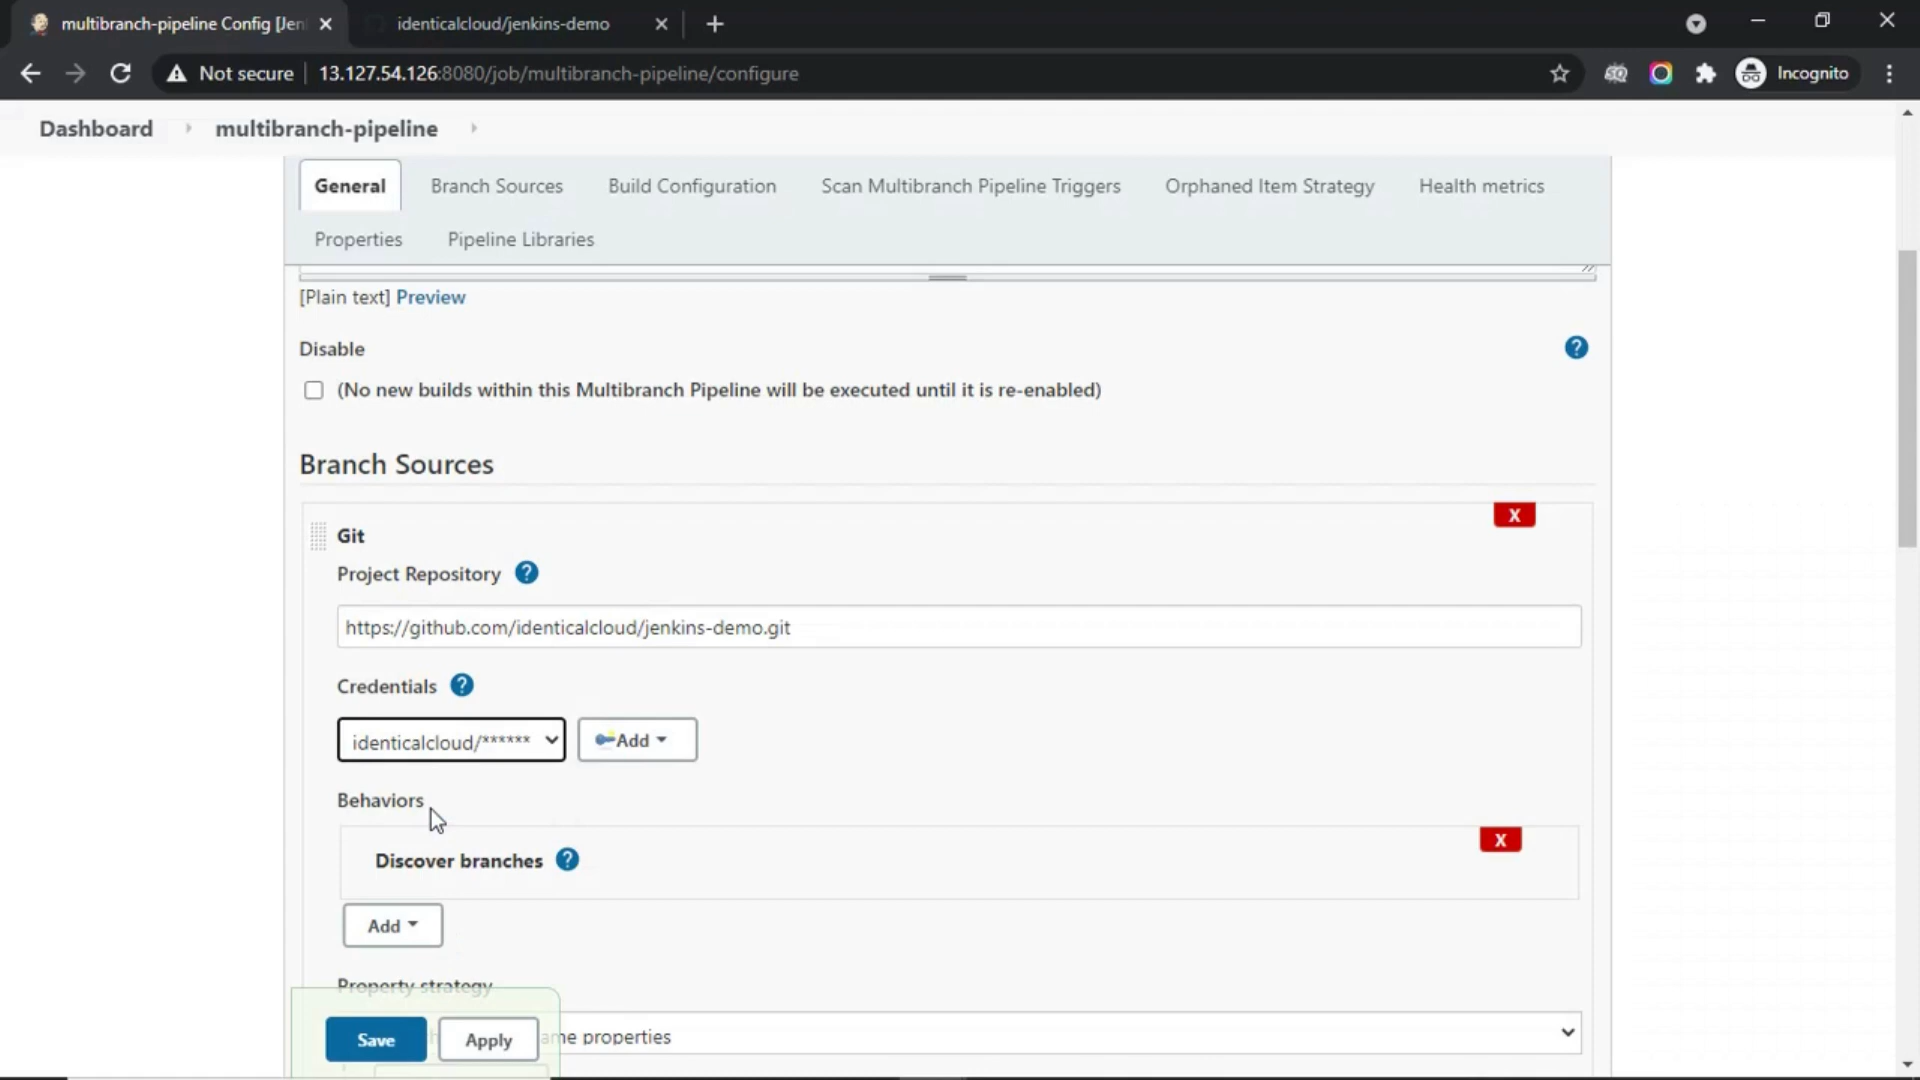 multibranch-pipeline Config [Jen
identicalcloud/jenkins-demo
Not secure
13.127.54.126:8080/job/multibranch-pipeline/configure
Incognito
Dashboard
multibranch-pipeline
General
Branch Sources
Build Configuration
Scan Multibranch Pipeline Triggers
Orphaned Item Strategy
Health metrics
Properties
Pipeline Libraries
[Plain text] Preview
Disable
?
(No new builds within this Multibranch Pipeline will be executed until it is re-enabled)
Branch Sources
X
Git
Project Repository ?
https://github.com/identicalcloud/jenkins-demo.git
Credentials ?
identicalcloud/******
Add
Behaviors
X
Discover branches ?
Add
Property strategy
Save
Apply
me properties